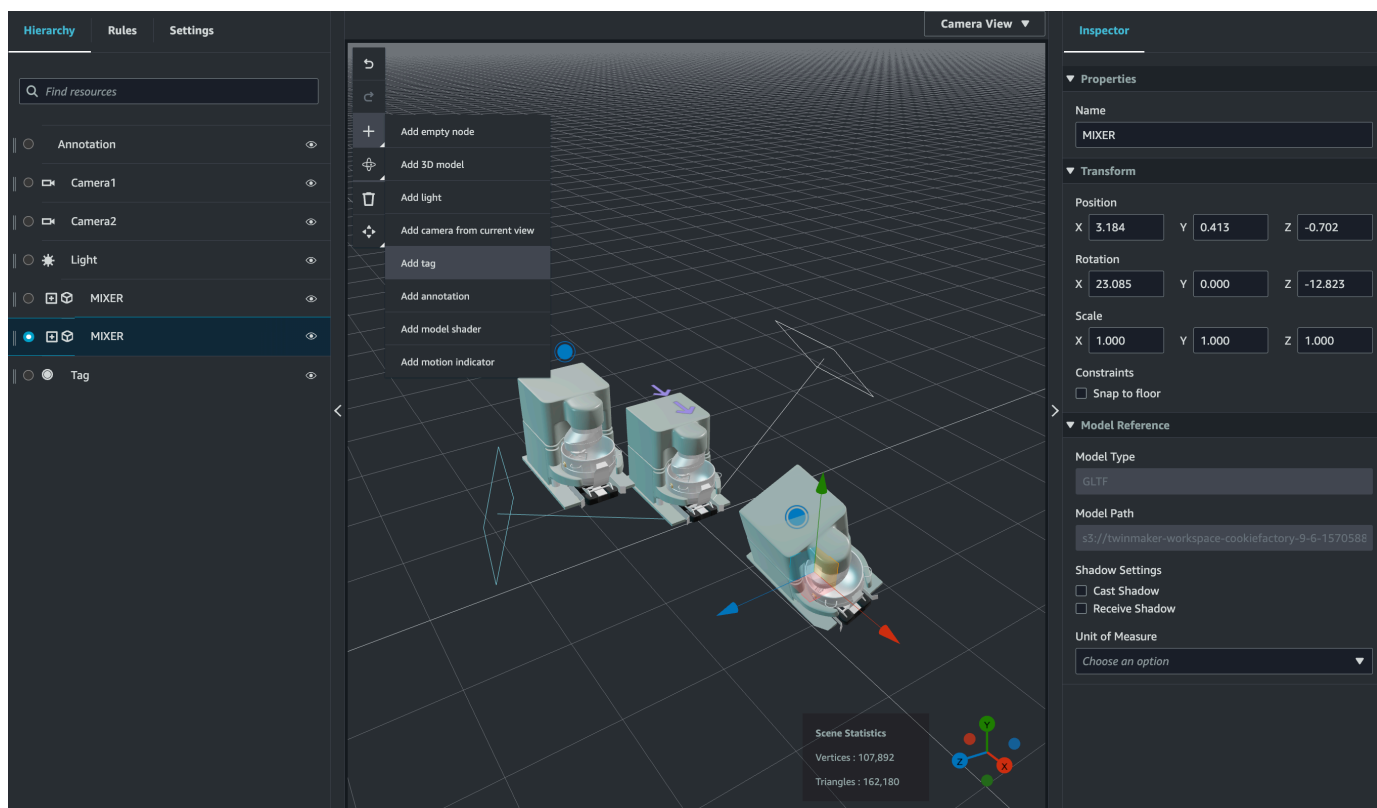 Hierarchy
Rules
Settings
Find resources
Annotation
Camera1
Camera2
Light
MIXER
MIXER
Tag
Camera View
Add empty node
Add 3D model
Add light
Add camera from current view
Add tag
Add annotation
Add model shader
Add motion indicator
Scene Statistics
Vertices : 107,892
Triangles : 162,180
Y
Z
X
Inspector
Properties
Name
MIXER
Transform
Position
X 3.184 Y 0.413 Z -0.702
Rotation
X 23.085 Y 0.000 Z -12.823
Scale
X 1.000 Y 1.000 Z 1.000
Constraints
Snap to floor
Model Reference
Model Type
GLTF
Model Path
s3://twinmaker-workspace-cookiefactory-9-6-1570588
Shadow Settings
Cast Shadow
Receive Shadow
Unit of Measure
Choose an option